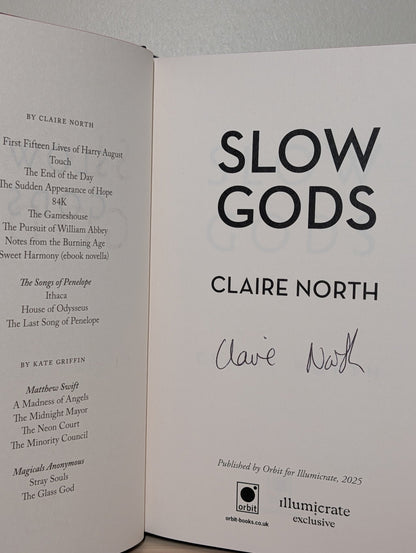 BY CLAIRE NORTH
First Fifteen Lives of Harry August
Touch
The End of the Day
The Sudden Appearance of Hope
84K
The Gameshouse
The Pursuit of William Abbey
Notes from the Burning Age
Sweet Harmony (ebook novella)
The Songs of Penelope
Ithaca
House of Odysseus
The Last Song of Penelope
BY KATE GRIFFIN
Matthew Swift
A Madness of Angels
The Midnight Mayor
The Neon Court
The Minority Council
Magicals Anonymous
Stray Souls
The Glass God
SLOW
GODS
CLAIRE NORTH
Claire North
Published by Orbit for Illumicrate, 2025
orbit
orbit-books.co.uk
illumicrate
exclusive